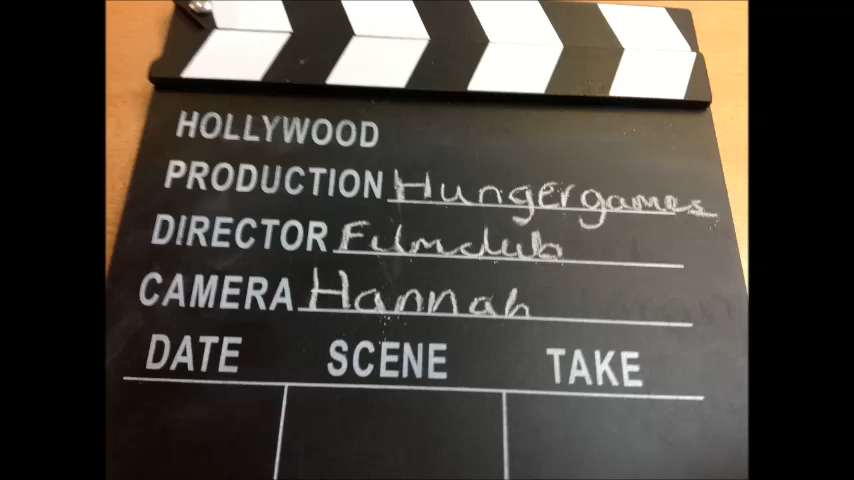 HOLLYWOOD
PRODUCTION Hungergames
DIRECTOR Filmclub
CAMERA Hannah
DATE SCENE TAKE